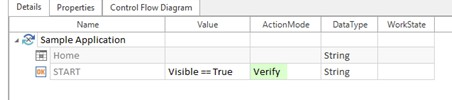 Details Properties Control Flow Diagram
Name Value ActionMode DataType WorkState
Sample Application
Home String
START Visible == True Verify String